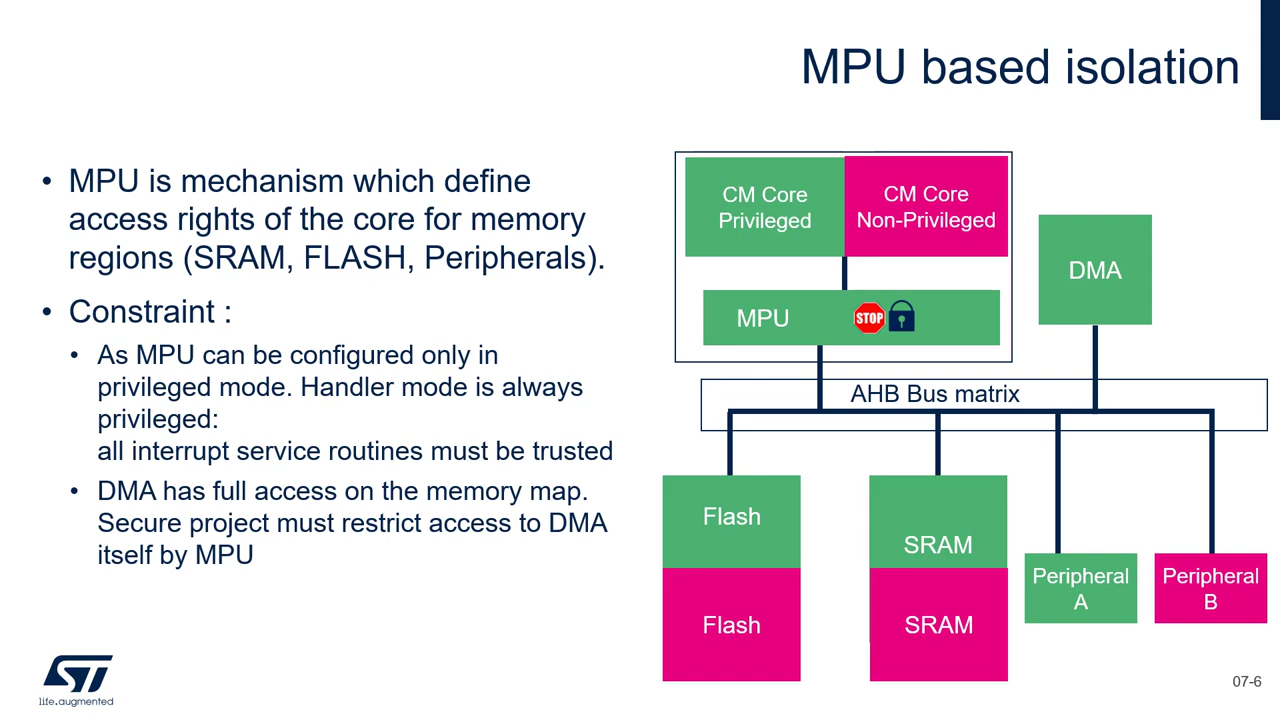 MPU based isolation
• MPU is mechanism which define
access rights of the core for memory
regions (SRAM, FLASH, Peripherals).
• Constraint :
• As MPU can be configured only in
privileged mode. Handler mode is always
privileged:
all interrupt service routines must be trusted
• DMA has full access on the memory map.
Secure project must restrict access to DMA
itself by MPU
CM Core
Privileged
CM Core
Non-Privileged
MPU
STOP
DMA
AHB Bus matrix
Flash
SRAM
Peripheral
A
Peripheral
B
Flash
SRAM
ST
life.augmented
07-6